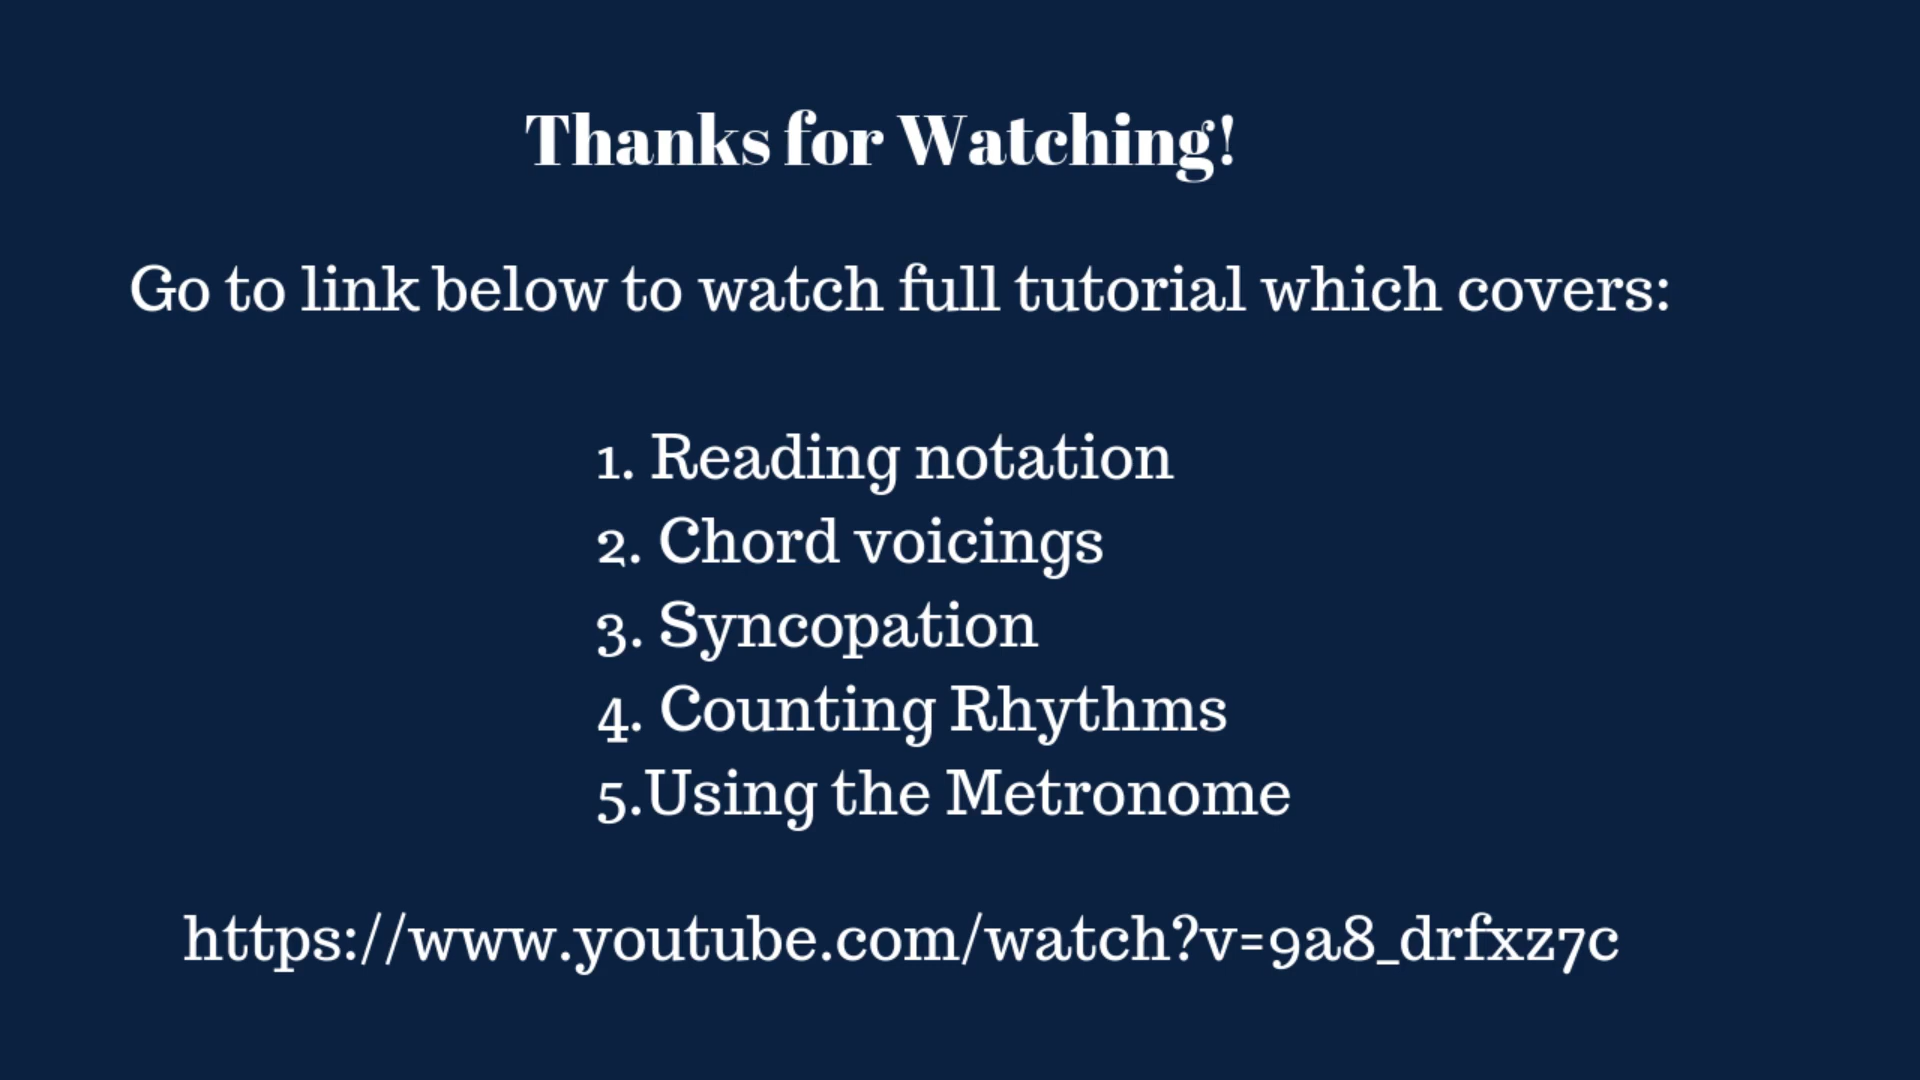 Thanks for Watching!
Go to link below to watch full tutorial which covers:
1. Reading notation
2. Chord voicings
3. Syncopation
4. Counting Rhythms
5.Using the Metronome
https://www.youtube.com/watch?v=9a8_drfxz7c